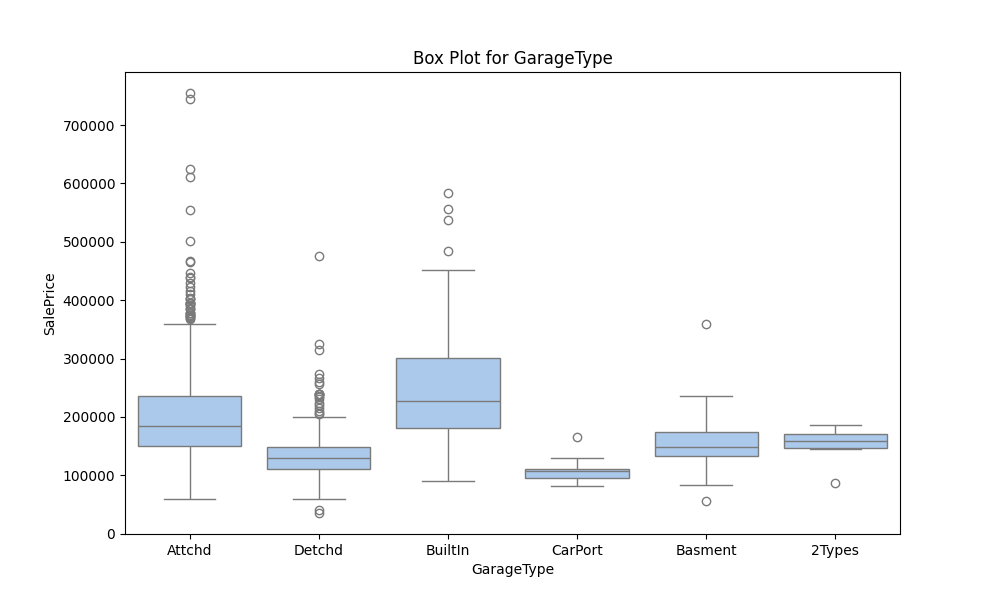 Box Plot for GarageType
700000
600000
500000
400000
300000
200000
100000
0
SalePrice
Attchd Detchd BuiltIn CarPort Basment 2Types
GarageType